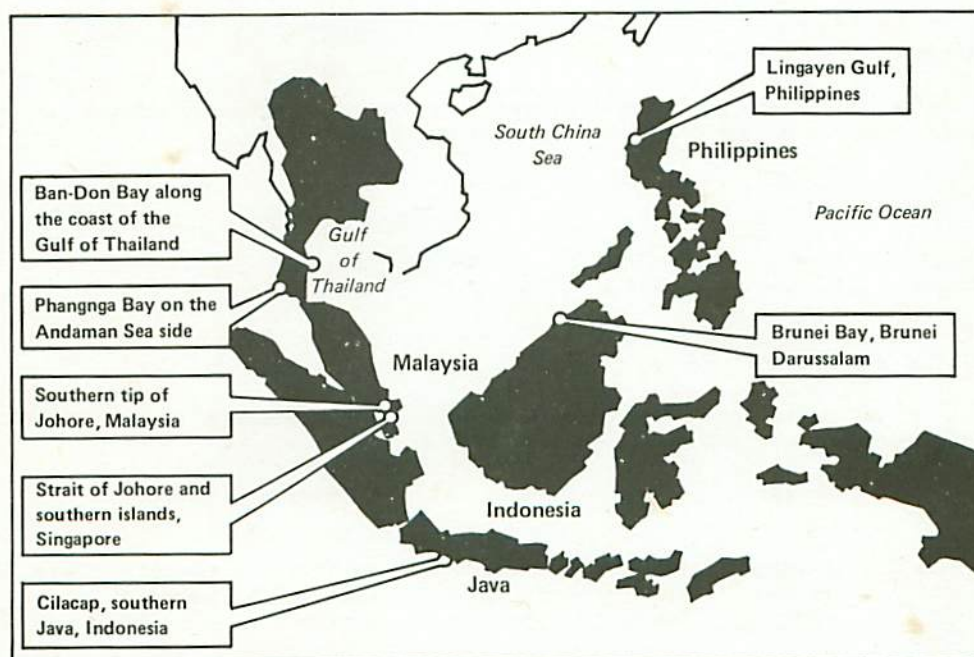 Lingayen Gulf,
Philippines
South China
Sea
Philippines
Pacific Ocean
Ban-Don Bay along
the coast of the
Gulf of Thailand
Gulf
of
Thailand
Phangnga Bay on the
Andaman Sea side
Brunei Bay, Brunei
Darussalam
Malaysia
Southern tip of
Johore, Malaysia
Strait of Johore and
southern islands,
Singapore
Indonesia
Java
Cilacap, southern
Java, Indonesia